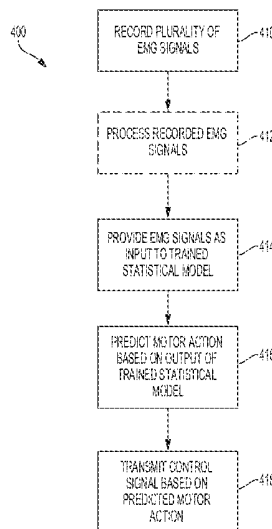 400
RECORD PLURALITY OF
EMG SIGNALS
410
PROCESS RECORDED EMG
SIGNALS
412
PROVIDE EMG SIGNALS AS
INPUT TO TRAINED
STATISTICAL MODEL
414
PREDICT MOTOR ACTION
BASED ON OUTPUT OF
TRAINED STATISTICAL
MODEL
416
TRANSMIT CONTROL
SIGNAL BASED ON
PREDICTED MOTOR
ACTION
418